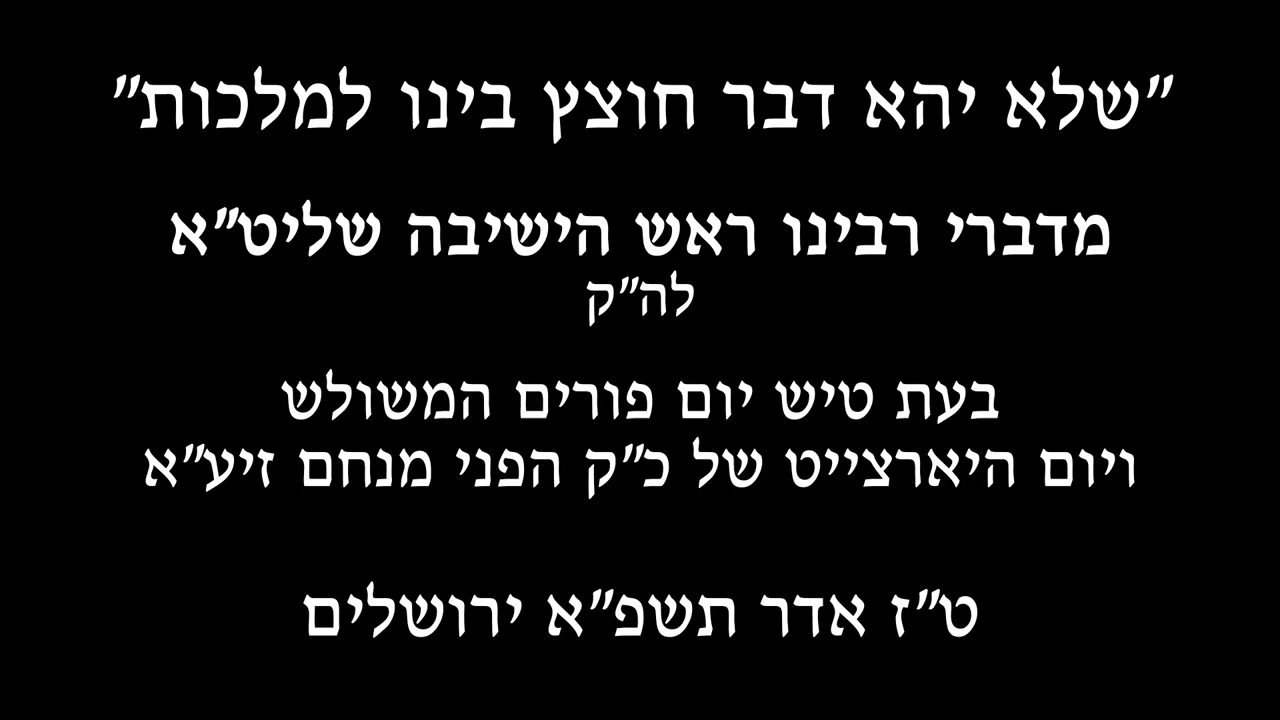 "שלא יהא דבר חוצץ בינו למלכות"
מדברי רבינו ראש הישיבה שליט"א
לה"ק
בעת טיש יום פורים המשולש
ויום היארצייט של כ"ק הפני מנחם זיע"א
ט"ז אדר תשפ"א ירושלים